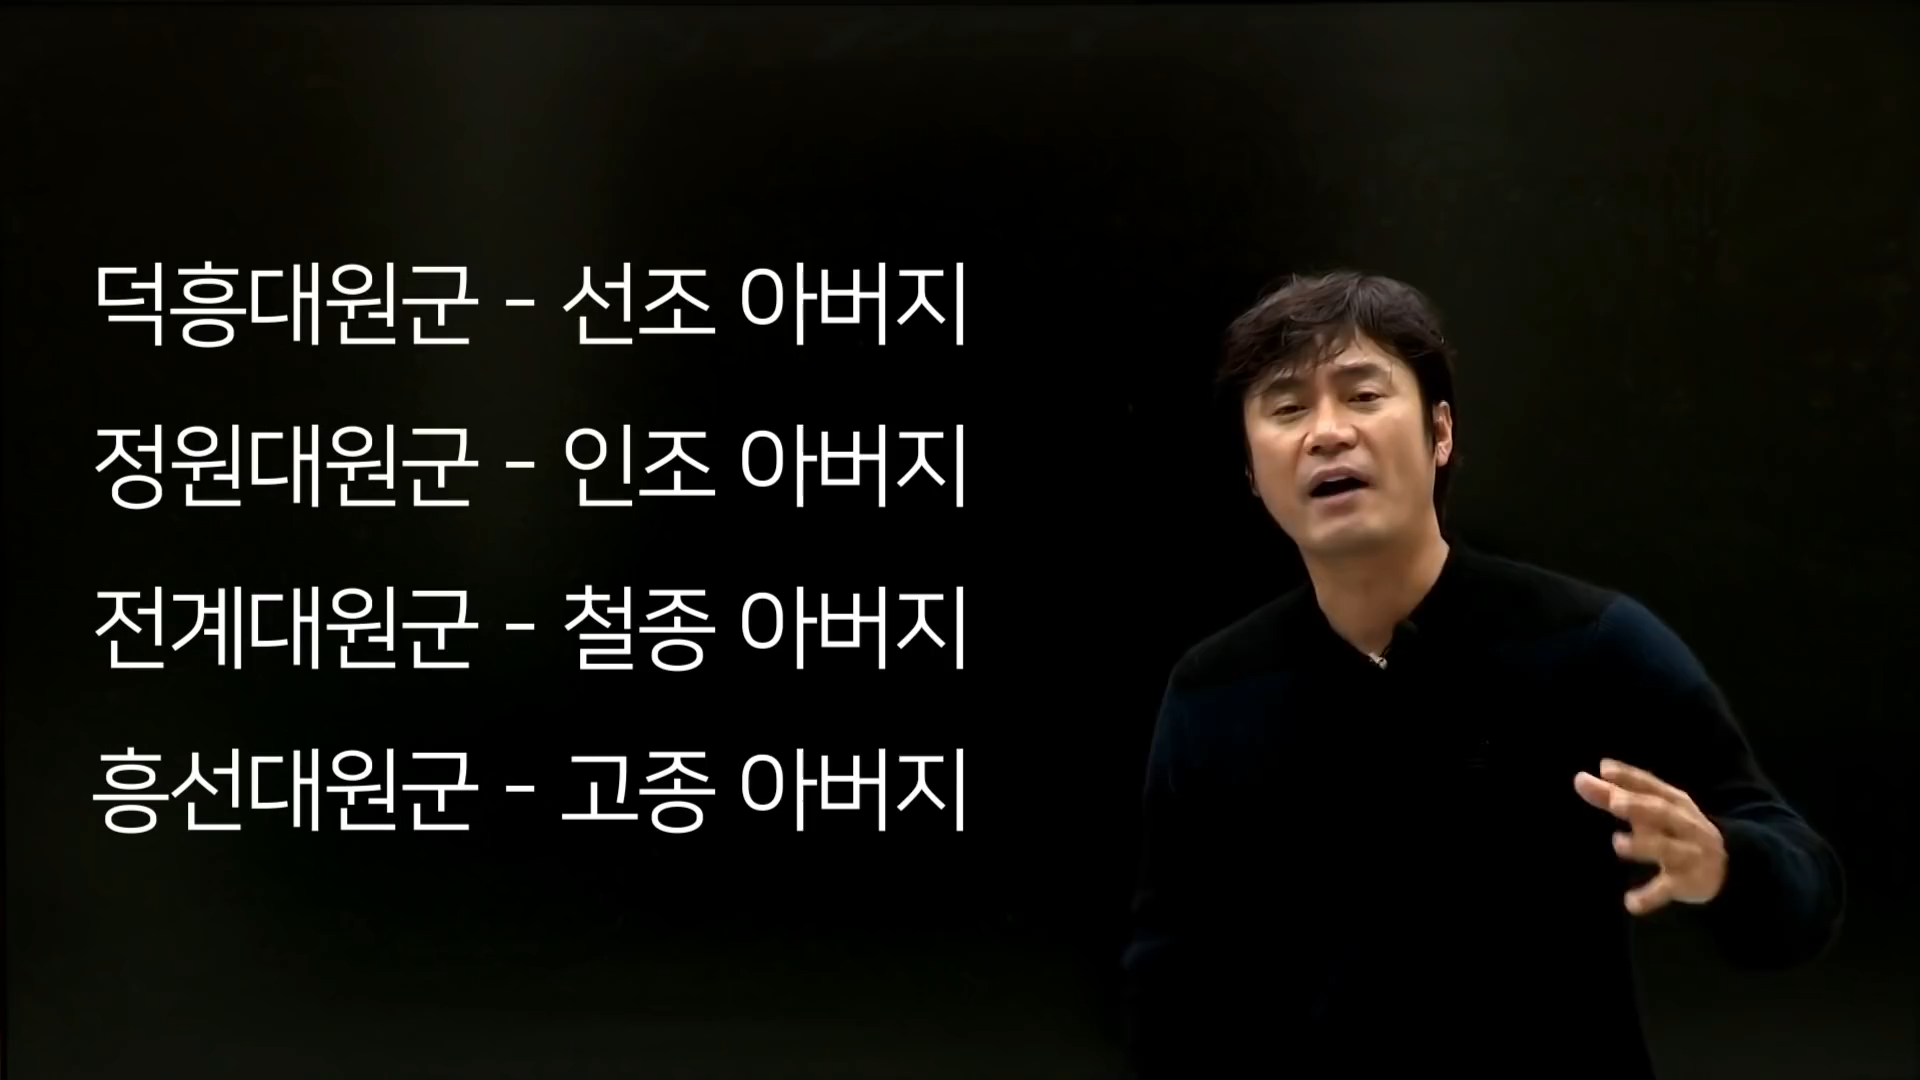 덕흥대원군 - 선조 아버지
정원대원군 - 인조 아버지
전계대원군 - 철종 아버지
흥선대원군 - 고종 아버지